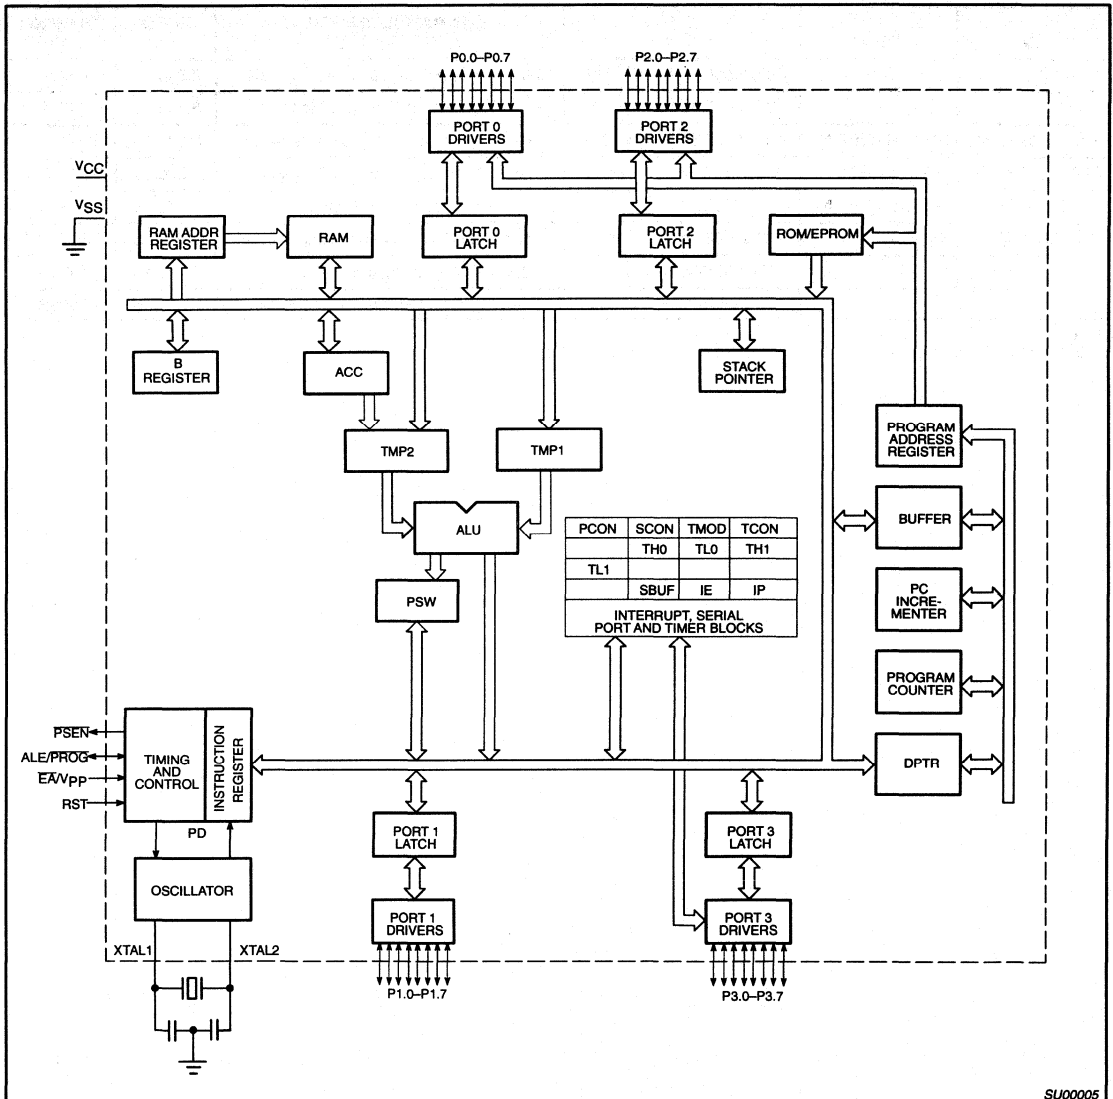 P0.0–P0.7
P2.0–P2.7
PORT 0
DRIVERS
PORT 2
DRIVERS
VCC
VSS
RAM ADDR
REGISTER
RAM
PORT 0
LATCH
PORT 2
LATCH
ROM/EPROM
B
REGISTER
ACC
STACK
POINTER
PROGRAM
ADDRESS
REGISTER
TMP2
TMP1
ALU
BUFFER
PCON SCON TMOD TCON
TH0 TL0 TH1
TL1
SBUF IE IP
INTERRUPT, SERIAL
PORT AND TIMER BLOCKS
PSW
PC
INCRE-
MENTER
PROGRAM
COUNTER
DPTR
PSEN
ALE/PROG
EA/VPP
RST
TIMING
AND
CONTROL
INSTRUCTION
REGISTER
PD
OSCILLATOR
PORT 1
LATCH
PORT 3
LATCH
PORT 1
DRIVERS
PORT 3
DRIVERS
XTAL1
XTAL2
P1.0–P1.7
P3.0–P3.7
SU00005